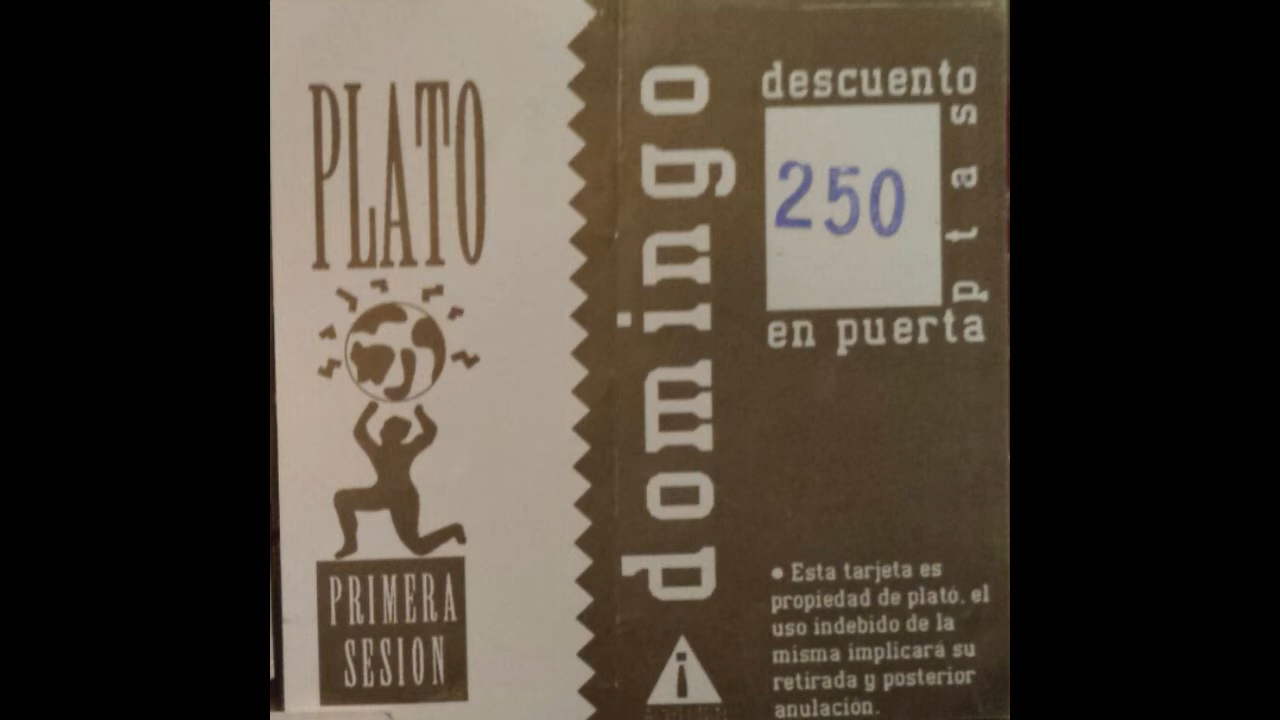 PLATO
PRIMERA
SESION
domingo
descuento
250
ptas
en puerta
• Esta tarjeta es
propiedad de plató, el
uso indebido de la
misma implicará su
retirada y posterior
anulación.
¡